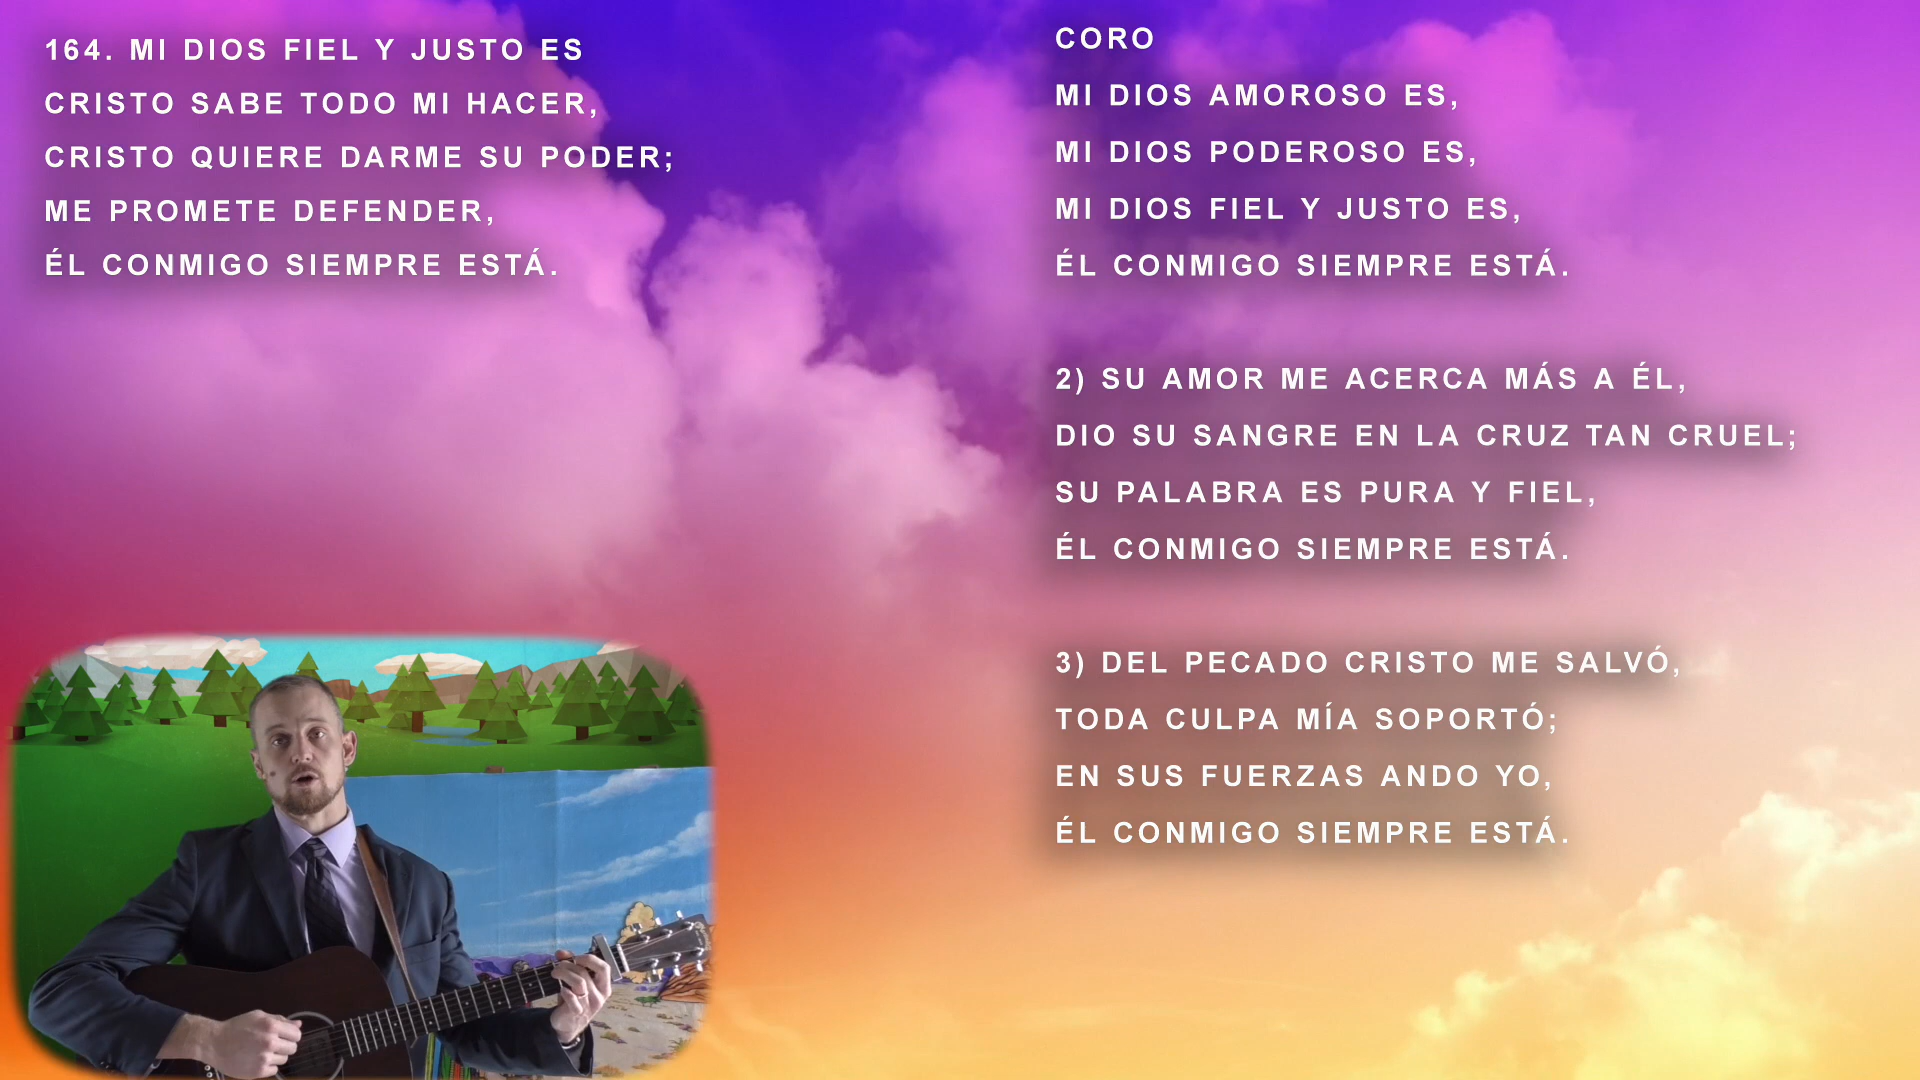 164. MI DIOS FIEL Y JUSTO ES
CRISTO SABE TODO MI HACER,
CRISTO QUIERE DARME SU PODER;
ME PROMETE DEFENDER,
ÉL CONMIGO SIEMPRE ESTÁ.
CORO
MI DIOS AMOROSO ES,
MI DIOS PODEROSO ES,
MI DIOS FIEL Y JUSTO ES,
ÉL CONMIGO SIEMPRE ESTÁ.
2) SU AMOR ME ACERCA MÁS A ÉL,
DIO SU SANGRE EN LA CRUZ TAN CRUEL;
SU PALABRA ES PURA Y FIEL,
ÉL CONMIGO SIEMPRE ESTÁ.
3) DEL PECADO CRISTO ME SALVÓ,
TODA CULPA MÍA SOPORTÓ;
EN SUS FUERZAS ANDO YO,
ÉL CONMIGO SIEMPRE ESTÁ.